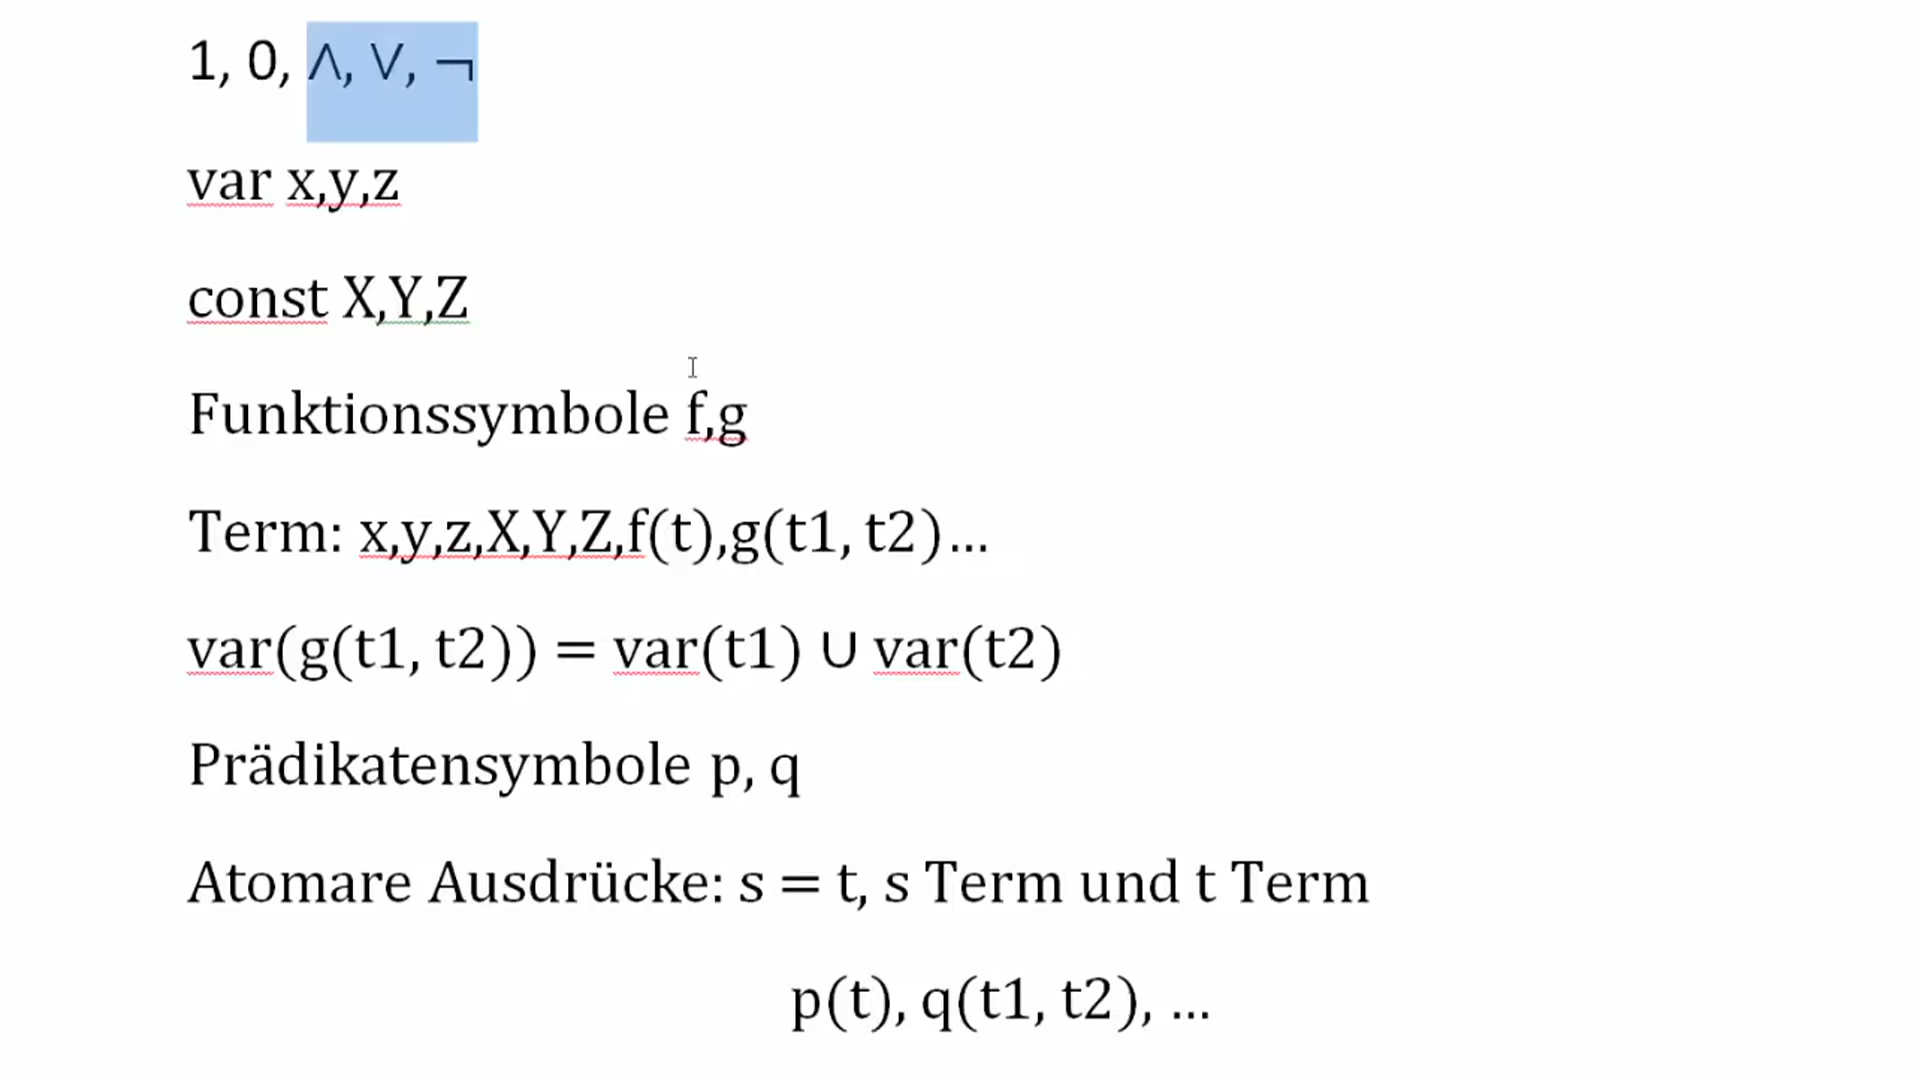 1, 0, ∧, ∨, ¬
var x,y,z
const X,Y,Z
Funktionssymbole f,g
Term: x,y,z,X,Y,Z,f(t),g(t1, t2)...
var(g(t1, t2)) = var(t1) ∪ var(t2)
Prädikatensymbole p, q
Atomare Ausdrücke: s = t, s Term und t Term
p(t), q(t1, t2), ...